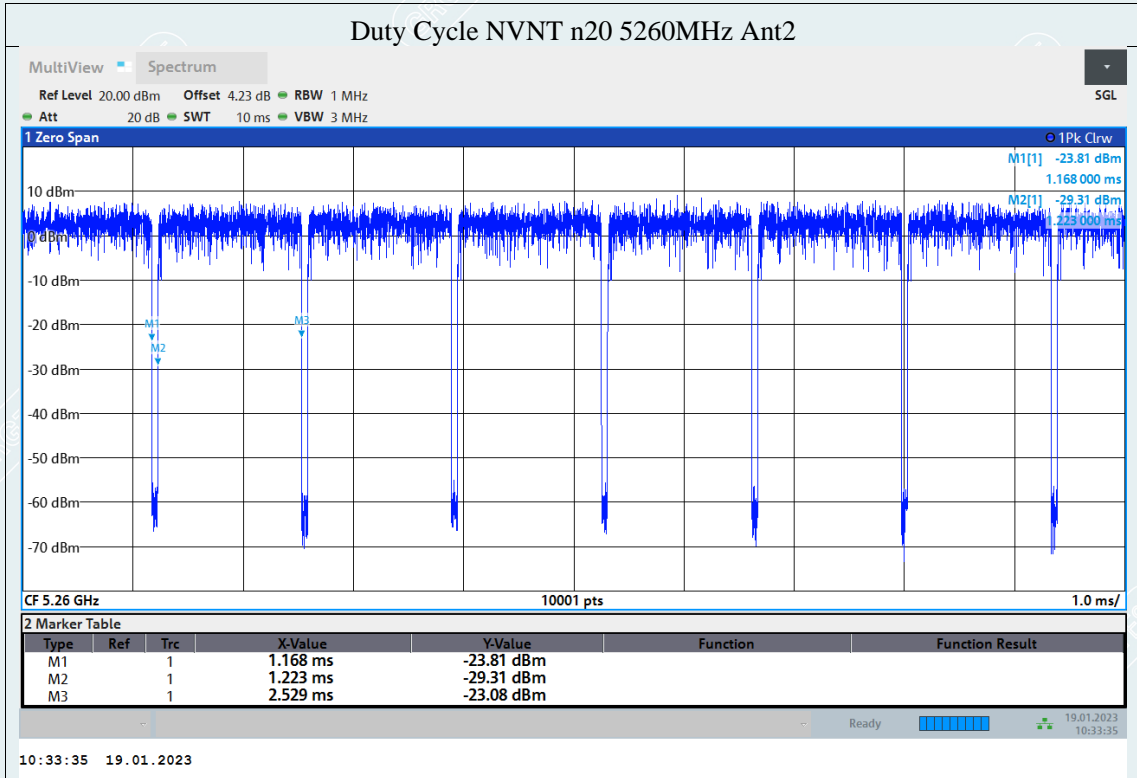 Duty Cycle NVNT n20 5260MHz Ant2
MultiView Spectrum
Ref Level 20.00 dBm Offset 4.23 dB RBW 1 MHz SGL
Att 20 dB SWT 10 ms VBW 3 MHz
1 Zero Span 1Pk Clrw
M1[1] -23.81 dBm
1.168 000 ms
10 dBm
M2[1] -29.31 dBm
1.223 000 ms
0 dBm
-10 dBm
-20 dBm
M1 M3
M2
-30 dBm
-40 dBm
-50 dBm
-60 dBm
-70 dBm
CF 5.26 GHz 10001 pts 1.0 ms/
2 Marker Table
Type Ref Trc X-Value Y-Value Function Function Result
M1 1 1.168 ms -23.81 dBm
M2 1 1.223 ms -29.31 dBm
M3 1 2.529 ms -23.08 dBm
Ready 19.01.2023
10:33:35
10:33:35 19.01.2023